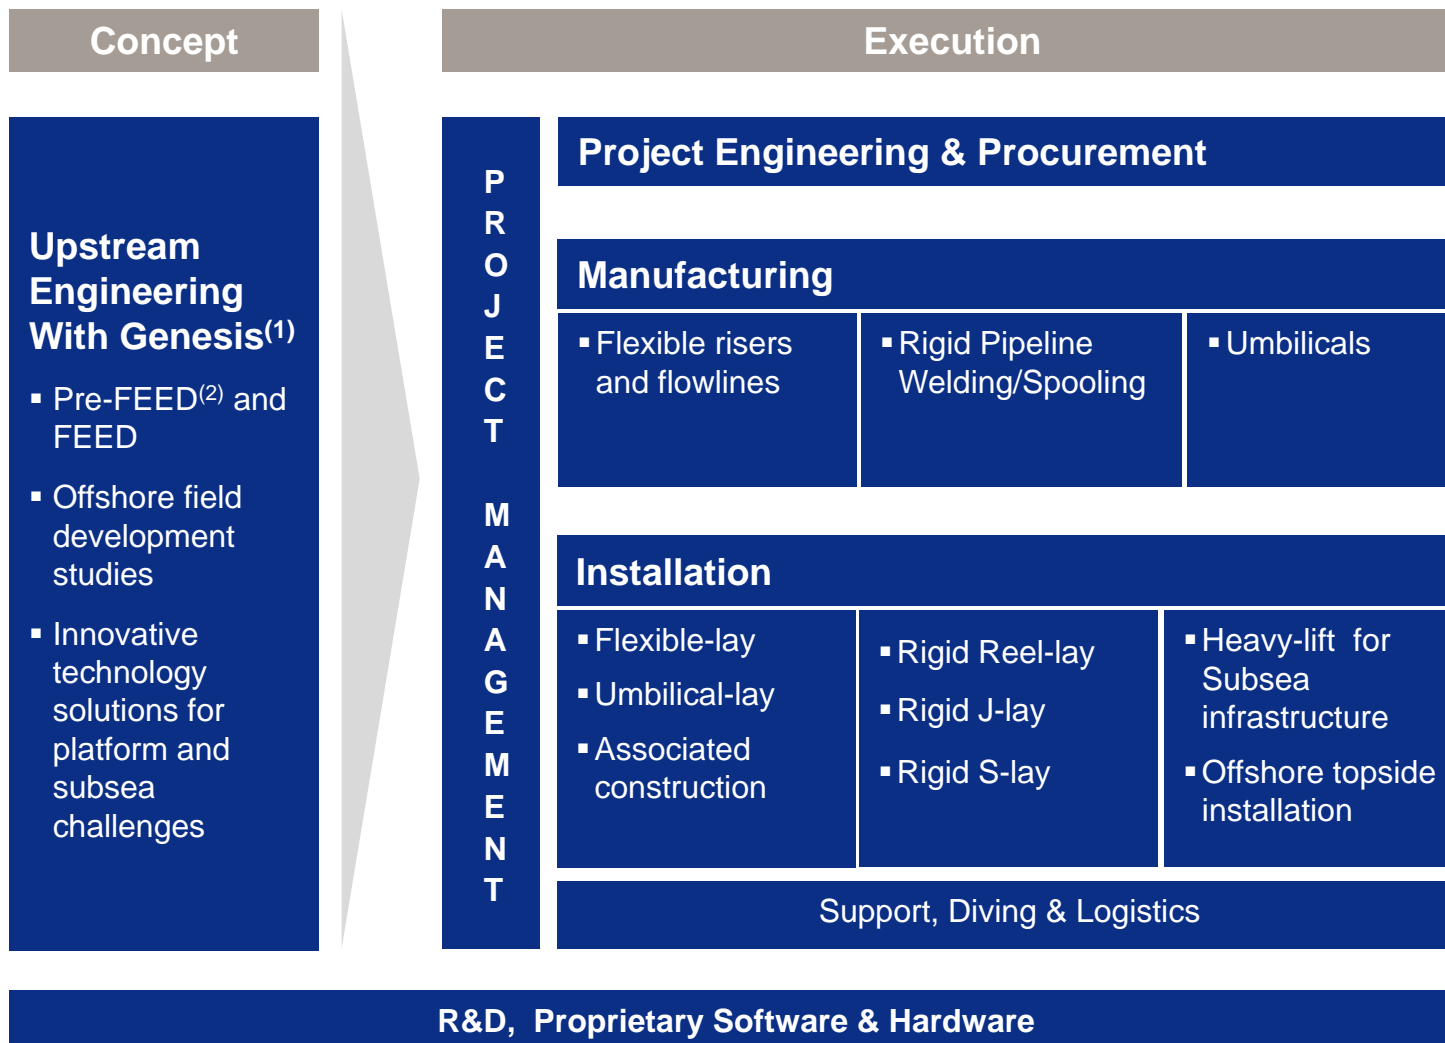 Concept
Execution
Upstream
Engineering
With Genesis(1)
▪ Pre-FEED(2) and
FEED
▪ Offshore field
development
studies
▪ Innovative
technology
solutions for
platform and
subsea
challenges
P
R
O
J
E
C
T
M
A
N
A
G
E
M
E
N
T
Project Engineering & Procurement
Manufacturing
▪ Flexible risers
and flowlines
▪ Rigid Pipeline
Welding/Spooling
▪ Umbilicals
Installation
▪ Flexible-lay
▪ Umbilical-lay
▪ Associated
construction
▪ Rigid Reel-lay
▪ Rigid J-lay
▪ Rigid S-lay
▪ Heavy-lift for
Subsea
infrastructure
▪ Offshore topside
installation
Support, Diving & Logistics
R&D, Proprietary Software & Hardware